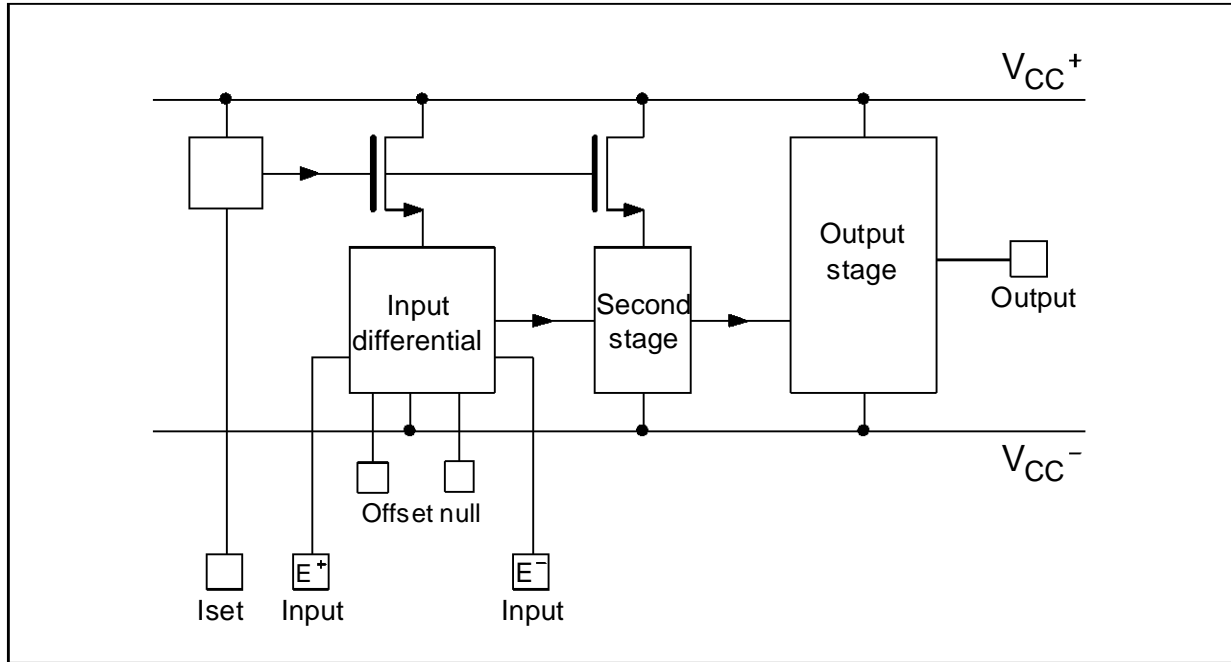 VCC+
Output
stage
Input
differential
Second
stage
Output
VCC−
Offset null
E+
E−
Iset
Input
Input